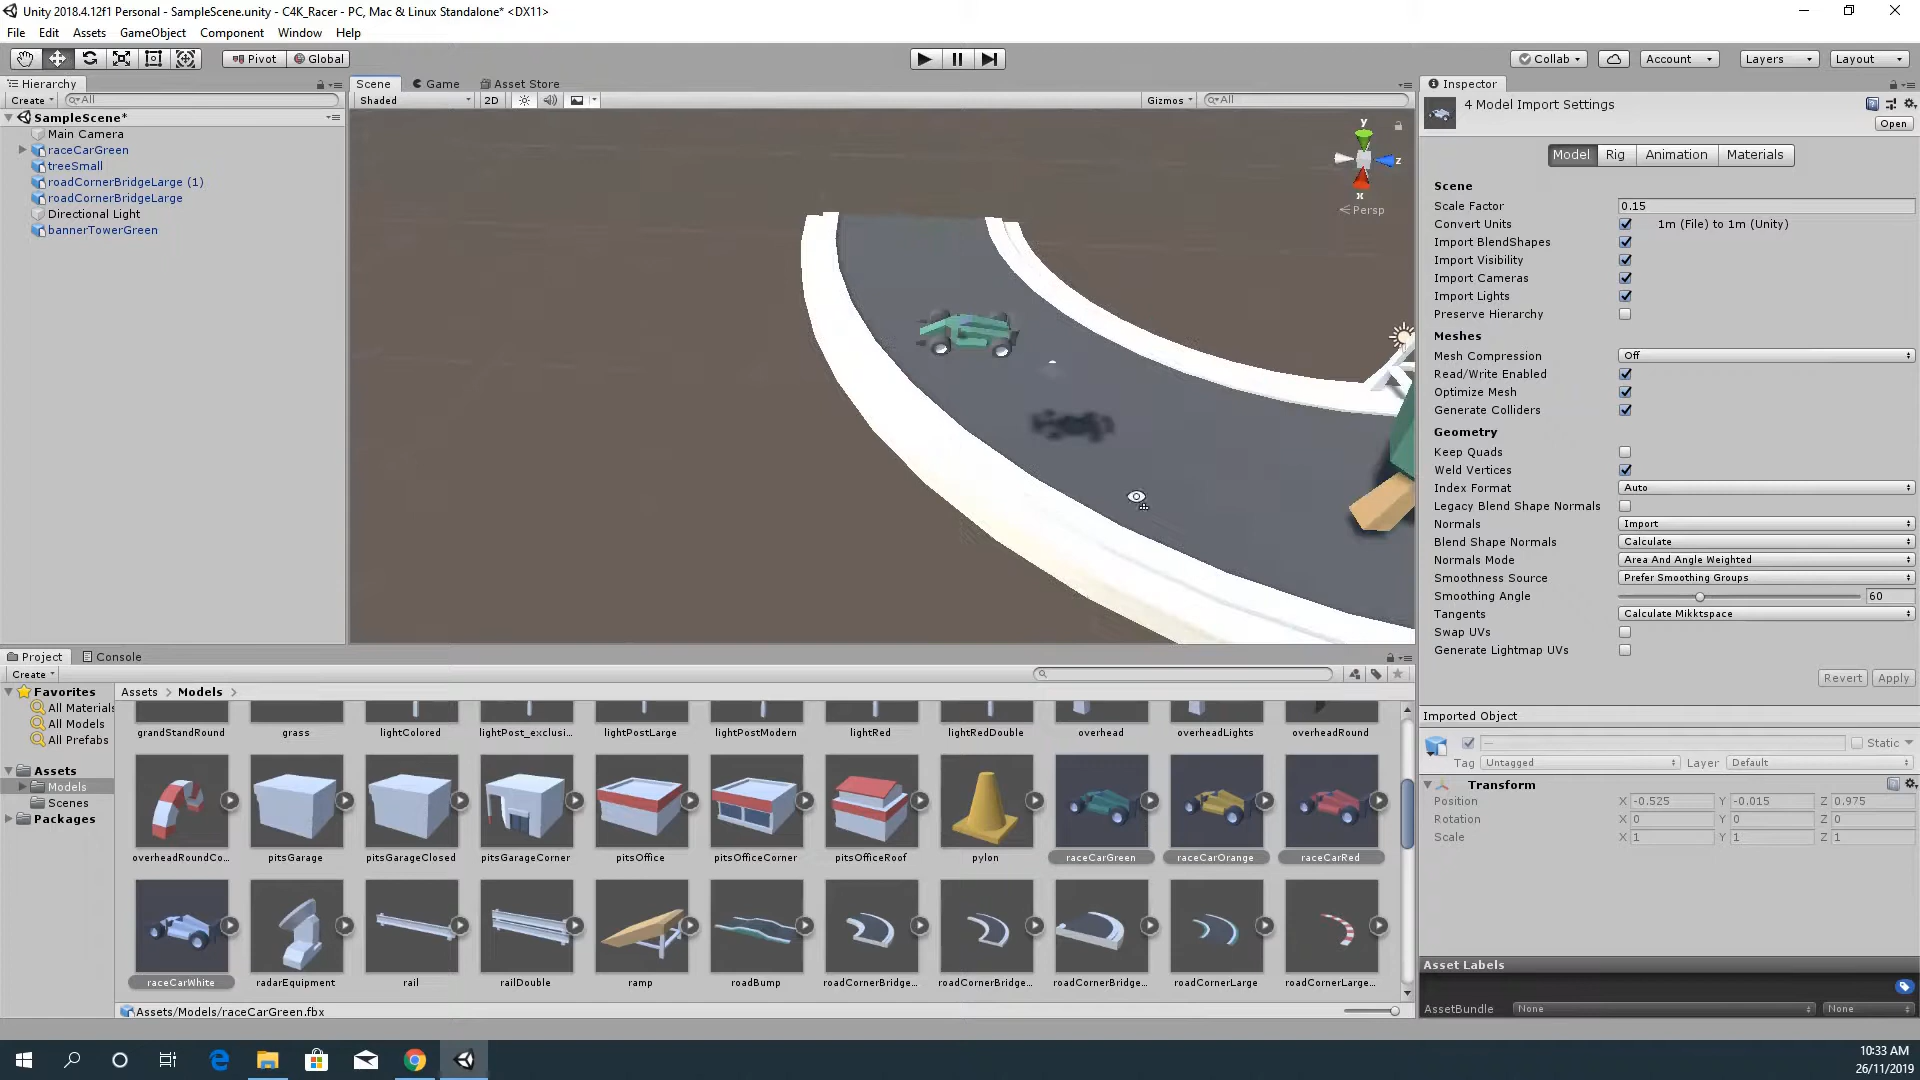 Unity 2018.4.12f1 Personal - SampleScene.unity - C4K_Racer - PC, Mac & Linux Standalone* <DX11>
File Edit Assets GameObject Component Window Help
Pivot Global Collab Account Layers Layout
Hierarchy
Create All
SampleScene*
Main Camera
raceCarGreen
treeSmall
roadCornerBridgeLarge (1)
roadCornerBridgeLarge
Directional Light
bannerTowerGreen
Scene Game Asset Store
Shaded 2D Gizmos All
y
z
x
Persp
Inspector
4 Model Import Settings
Open
Model Rig Animation Materials
Scene
Scale Factor 0.15
Convert Units 1m (File) to 1m (Unity)
Import BlendShapes
Import Visibility
Import Cameras
Import Lights
Preserve Hierarchy
Meshes
Mesh Compression Off
Read/Write Enabled
Optimize Mesh
Generate Colliders
Geometry
Keep Quads
Weld Vertices
Index Format Auto
Legacy Blend Shape Normals
Normals Import
Blend Shape Normals Calculate
Normals Mode Area And Angle Weighted
Smoothness Source Prefer Smoothing Groups
Smoothing Angle 60
Tangents Calculate Mikktspace
Swap UVs
Generate Lightmap UVs
Revert Apply
Imported Object
— Static
Tag Untagged Layer Default
Transform
Position X -0.525 Y -0.015 Z 0.975
Rotation X 0 Y 0 Z 0
Scale X 1 Y 1 Z 1
Asset Labels
AssetBundle None None
Project Console
Create
Favorites
All Materials
All Models
All Prefabs
Assets
Models
Scenes
Packages
Assets > Models >
grandStandRound grass lightColored lightPost_exclusi... lightPostLarge lightPostModern lightRed lightRedDouble overhead overheadLights overheadRound
overheadRoundCo... pitsGarage pitsGarageClosed pitsGarageCorner pitsOffice pitsOfficeCorner pitsOfficeRoof pylon raceCarGreen raceCarOrange raceCarRed
raceCarWhite radarEquipment rail railDouble ramp roadBump roadCornerBridge... roadCornerBridge... roadCornerBridge... roadCornerLarge roadCornerLarge...
Assets/Models/raceCarGreen.fbx
10:33 AM
26/11/2019